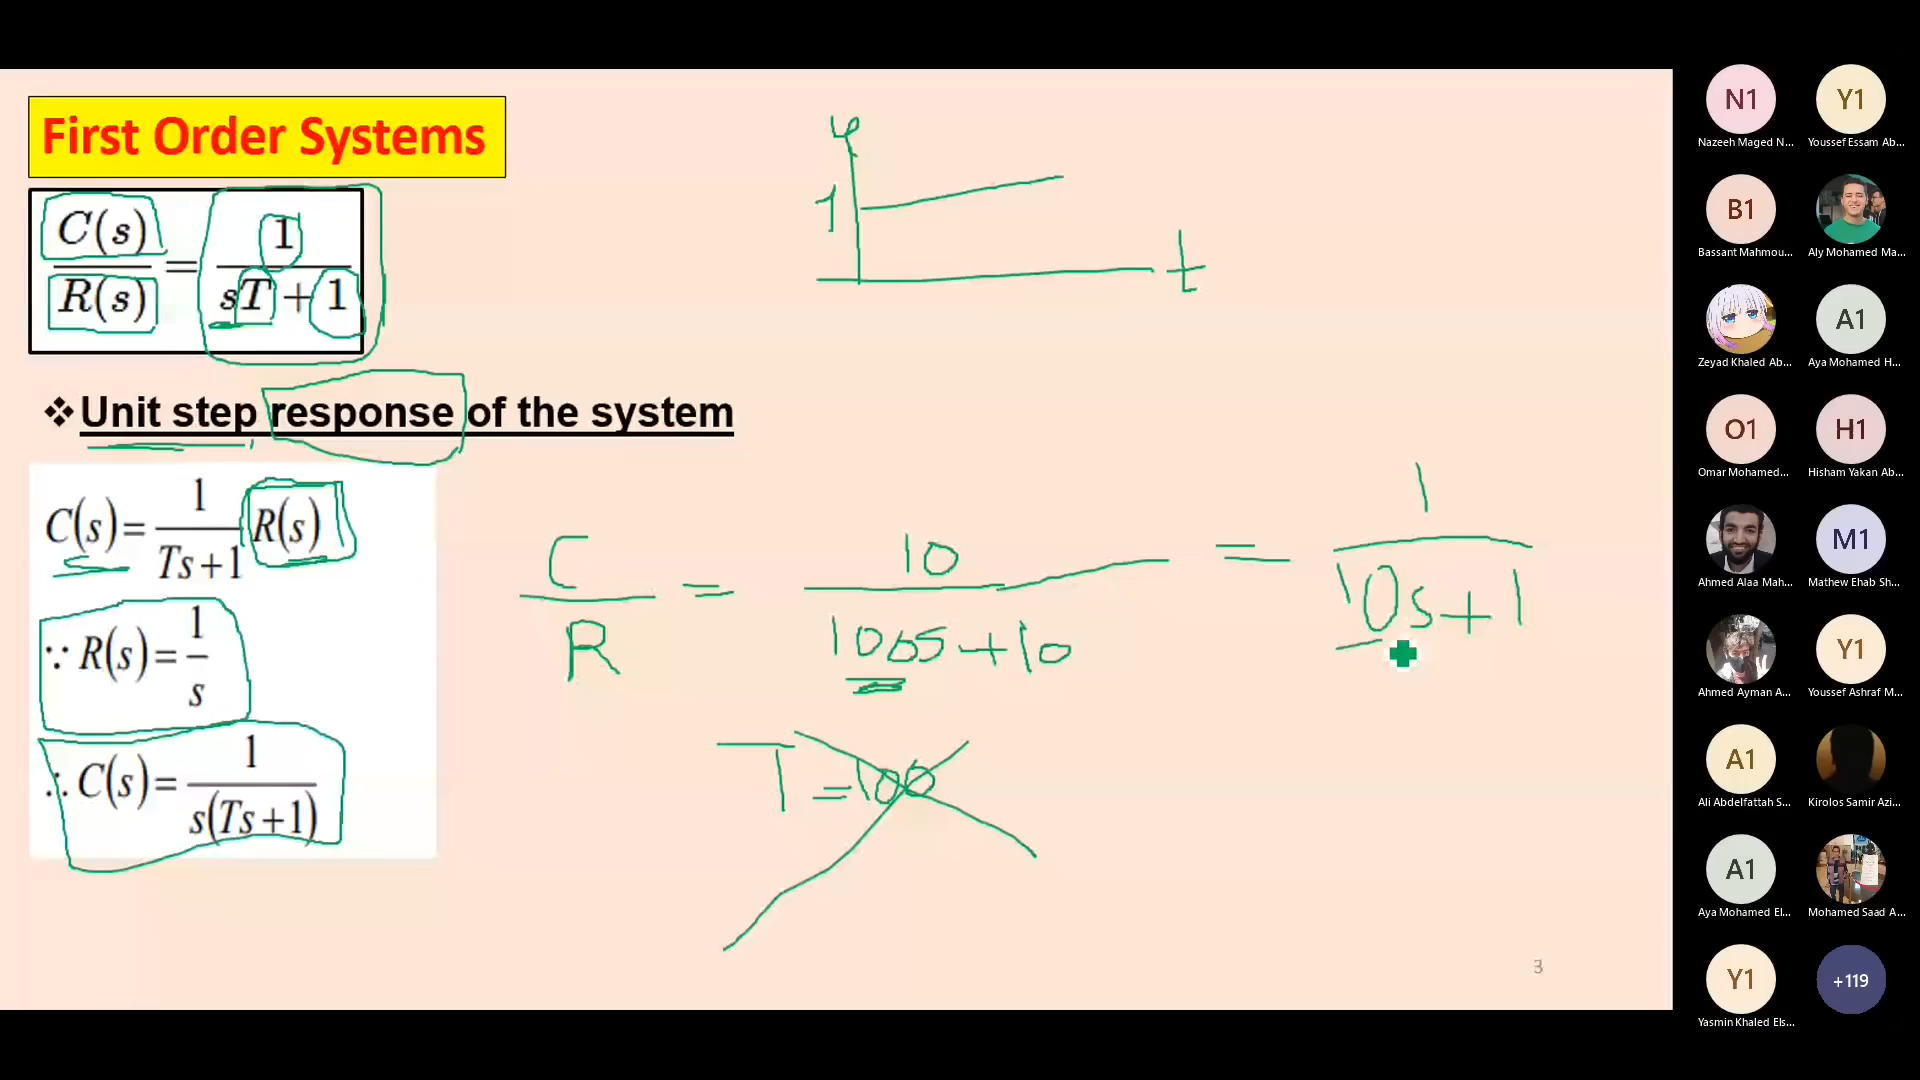 First Order Systems
C(s)/R(s) = 1/(sT + 1)
❖Unit step response of the system
C(s)= 1/(Ts+1) R(s)
∵ R(s)= 1/s
∴ C(s)= 1/(s(Ts+1))
1
t
C/R = 10/(100s+10) = 1/(10s+1)
T=100
3
N1
Nazeeh Maged N...
Y1
Youssef Essam Ab...
B1
Bassant Mahmou...
Aly Mohamed Ma...
Zeyad Khaled Ab...
A1
Aya Mohamed H...
O1
Omar Mohamed...
H1
Hisham Yakan Ab...
Ahmed Alaa Mah...
M1
Mathew Ehab Sh...
Ahmed Ayman A...
Y1
Youssef Ashraf M...
A1
Ali Abdelfattah S...
Kirolos Samir Azi...
A1
Aya Mohamed El...
Mohamed Saad A...
Y1
Yasmin Khaled Els...
+119